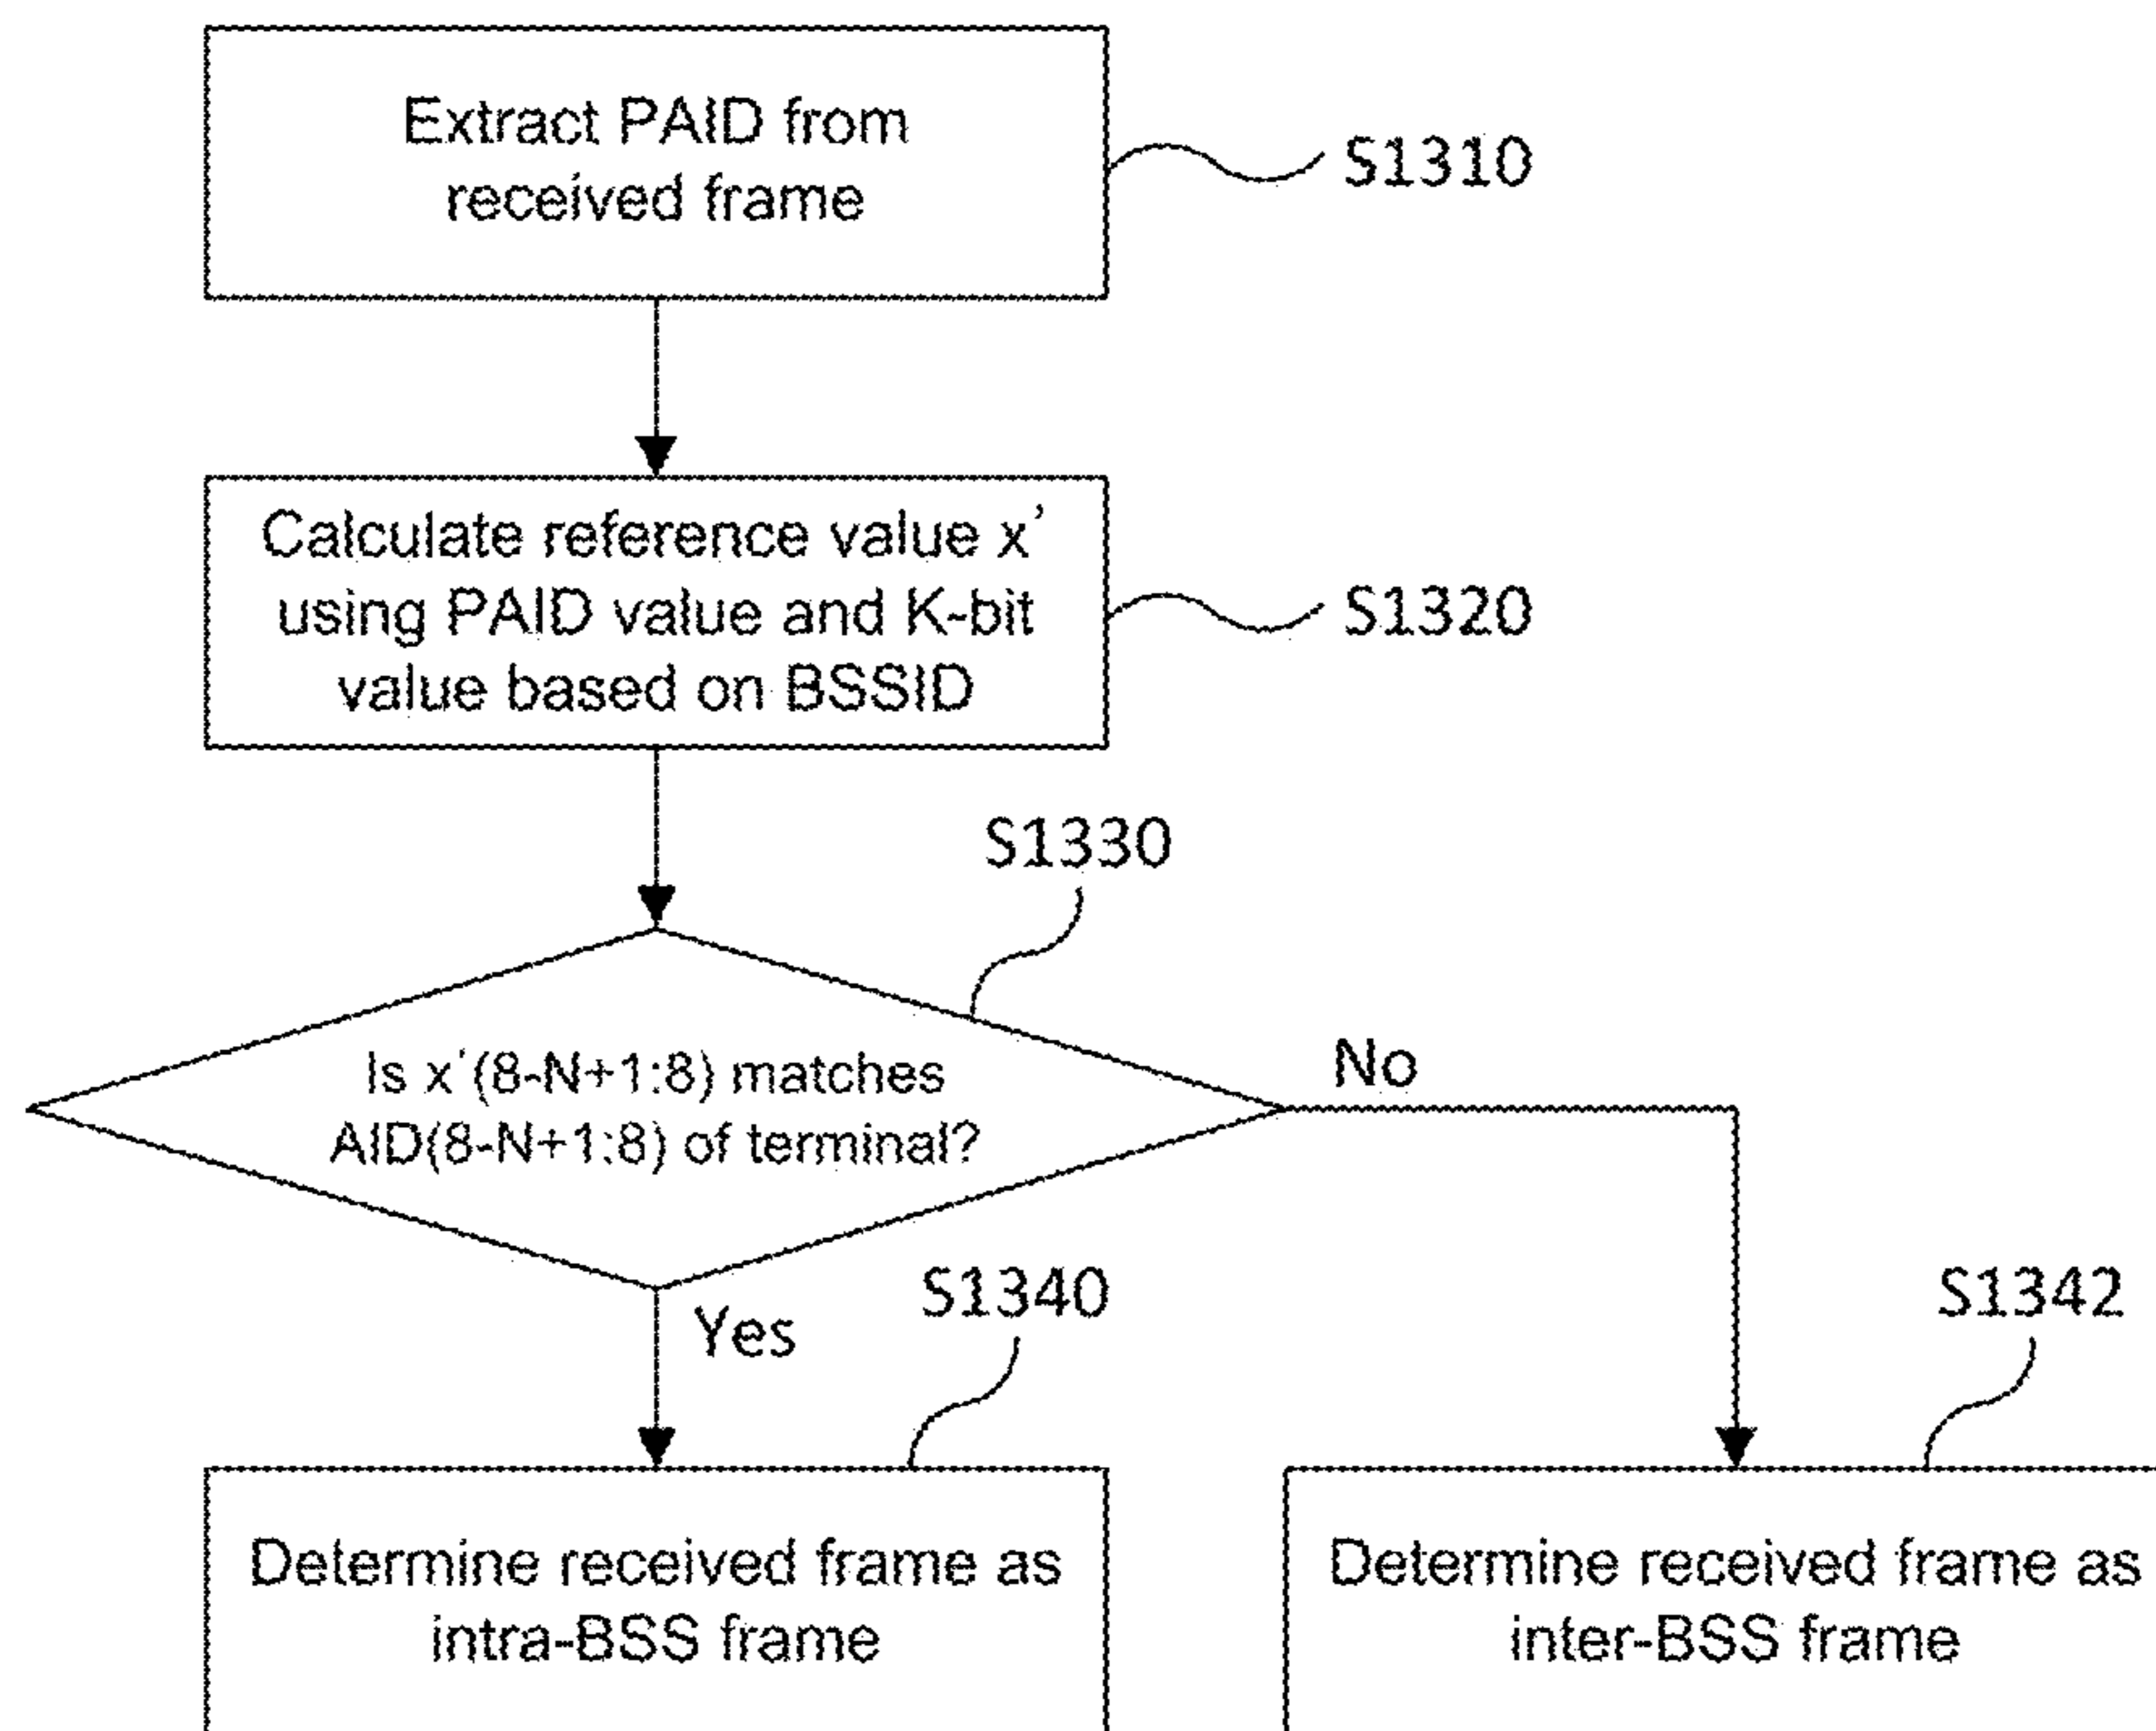 Extract PAID from
received frame
S1310
Calculate reference value x'
using PAID value and K-bit
value based on BSSID
S1320
S1330
Is x'(8-N+1:8) matches
AID(8-N+1:8) of terminal?
No
Yes
S1340
S1342
Determine received frame as
intra-BSS frame
Determine received frame as
inter-BSS frame